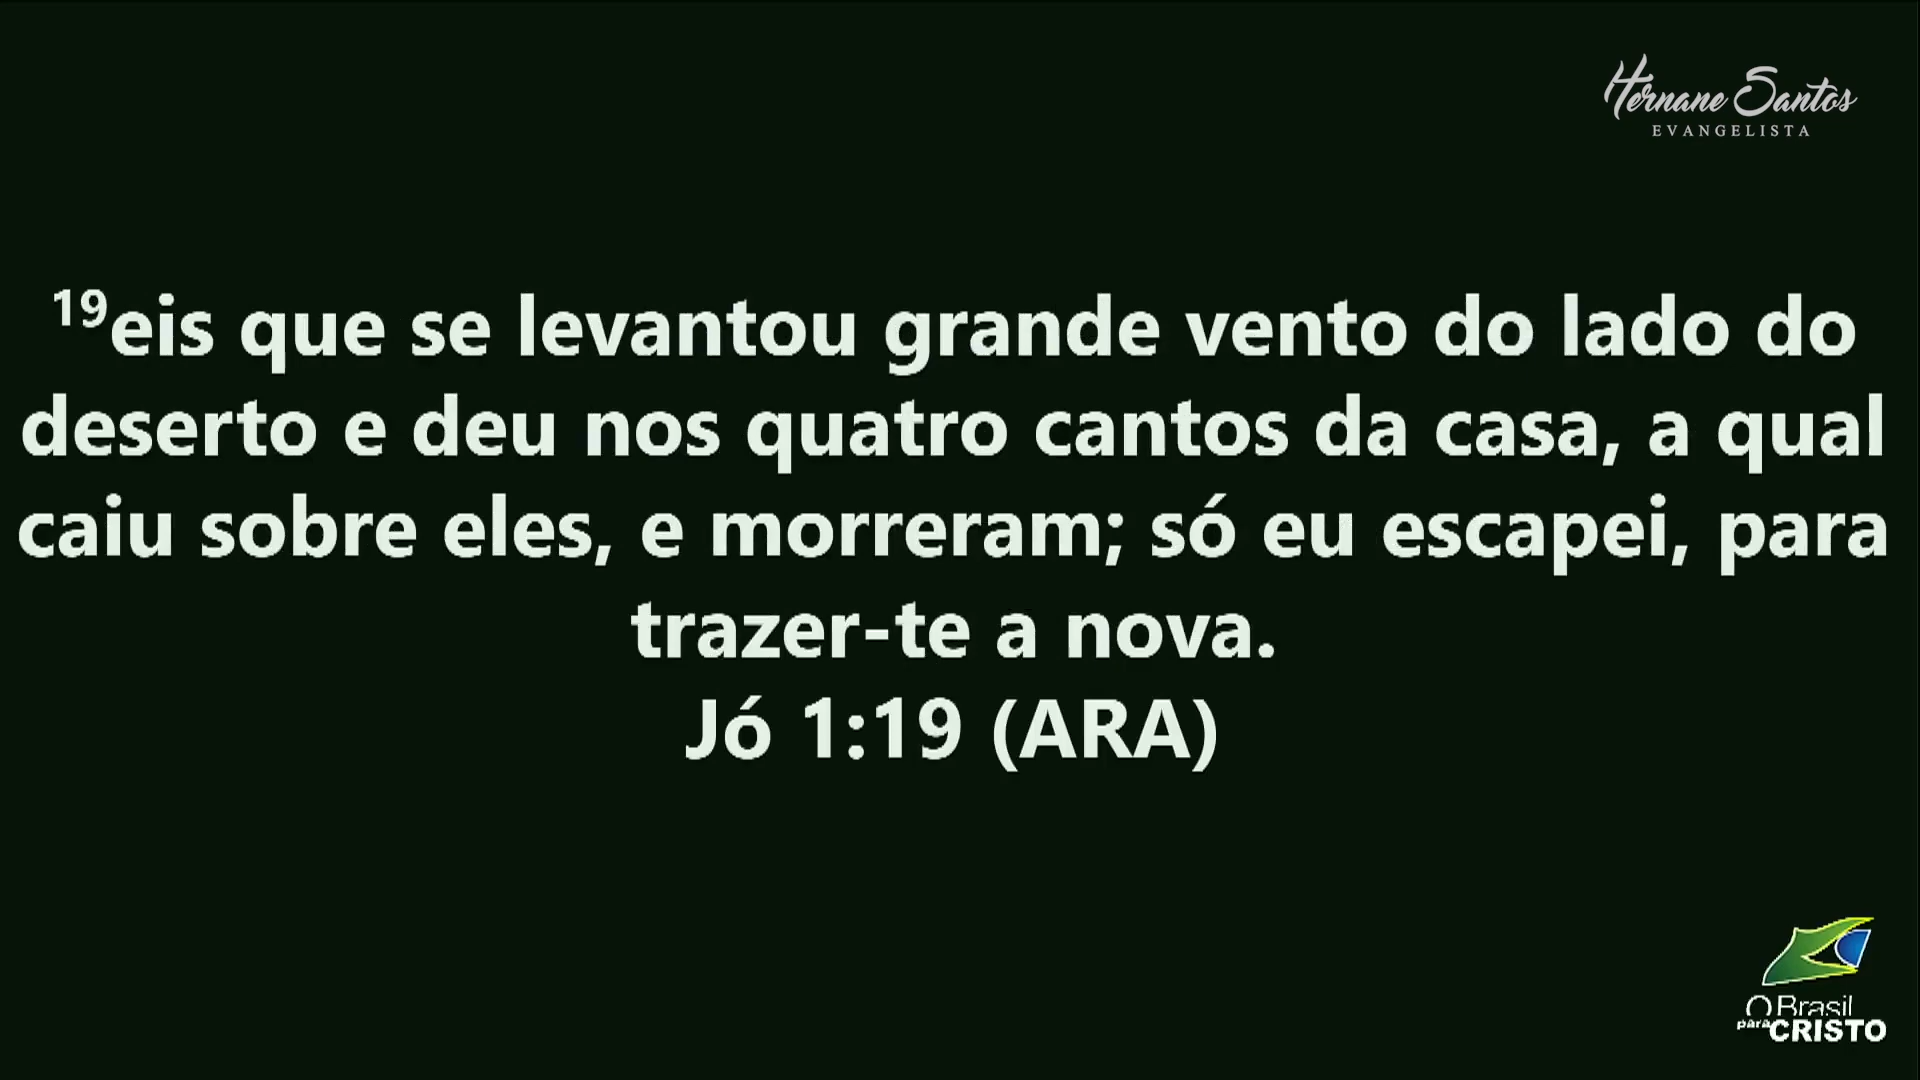 Hernane Santos
EVANGELISTA
¹⁹eis que se levantou grande vento do lado do
deserto e deu nos quatro cantos da casa, a qual
caiu sobre eles, e morreram; só eu escapei, para
trazer-te a nova.
Jó 1:19 (ARA)
O Brasil
para CRISTO